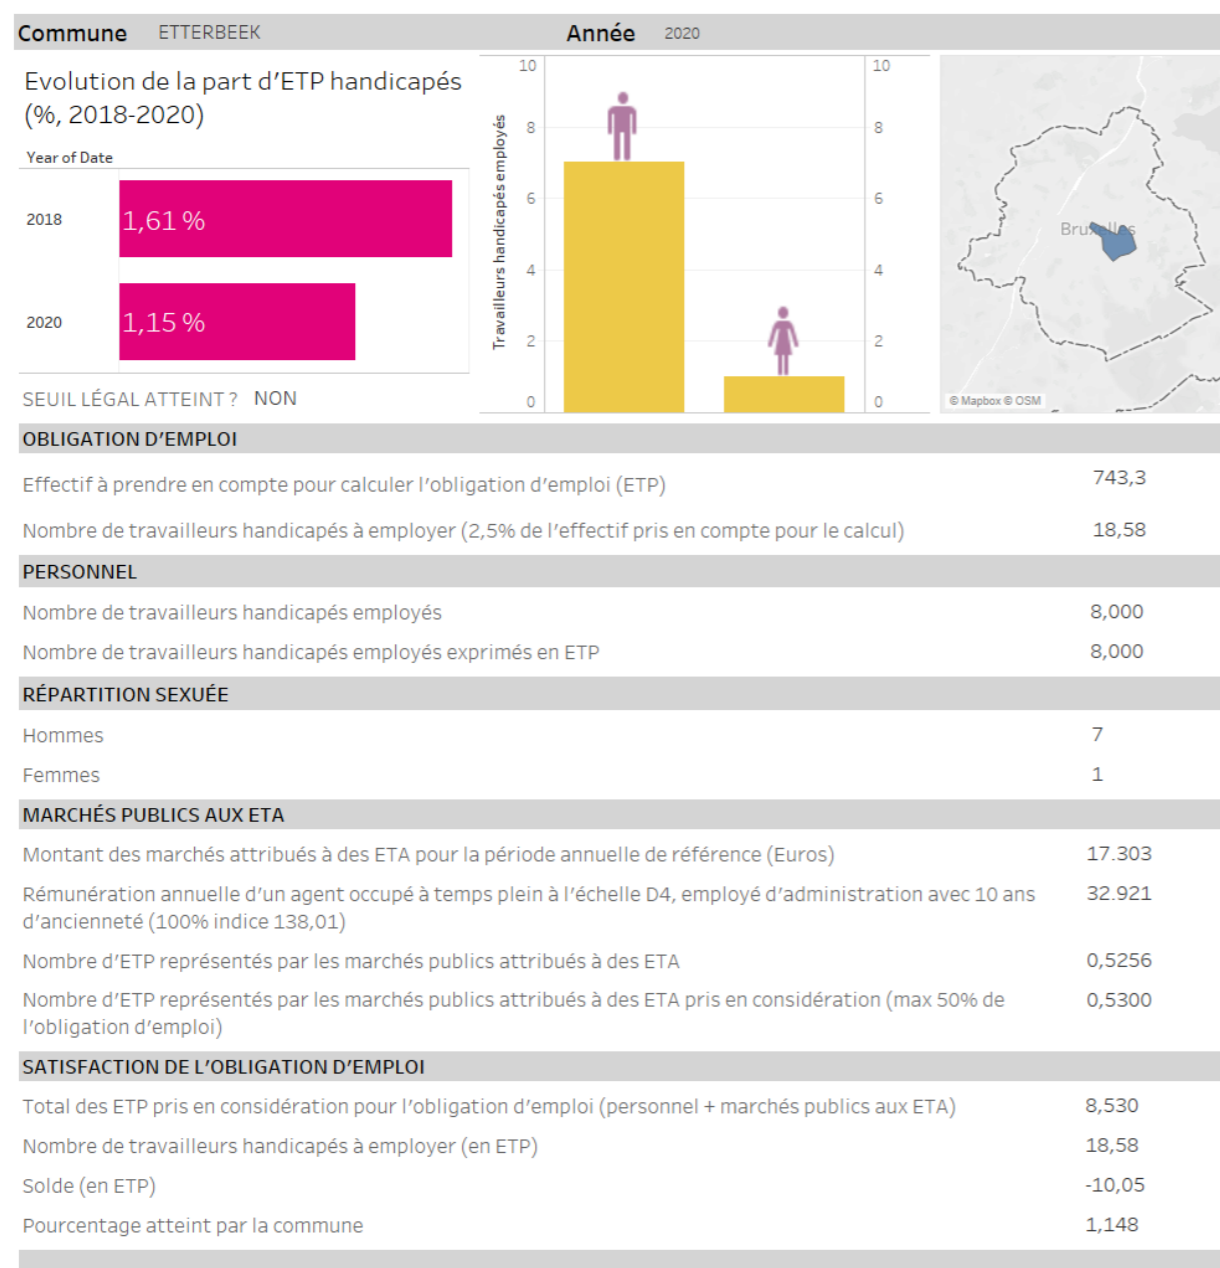 Commune ETTERBEEK Année 2020
Evolution de la part d'ETP handicapés
(%, 2018-2020)
Year of Date
2018 1,61 %
2020 1,15 %
SEUIL LÉGAL ATTEINT ? NON
Travailleurs handicapés employés
10 10
8 8
6 6
4 4
2 2
0 0
Bruxelles
© Mapbox © OSM
OBLIGATION D'EMPLOI
Effectif à prendre en compte pour calculer l'obligation d'emploi (ETP) 743,3
Nombre de travailleurs handicapés à employer (2,5% de l'effectif pris en compte pour le calcul) 18,58
PERSONNEL
Nombre de travailleurs handicapés employés 8,000
Nombre de travailleurs handicapés employés exprimés en ETP 8,000
RÉPARTITION SEXUÉE
Hommes 7
Femmes 1
MARCHÉS PUBLICS AUX ETA
Montant des marchés attribués à des ETA pour la période annuelle de référence (Euros) 17.303
Rémunération annuelle d'un agent occupé à temps plein à l'échelle D4, employé d'administration avec 10 ans 32.921
d'ancienneté (100% indice 138,01)
Nombre d'ETP représentés par les marchés publics attribués à des ETA 0,5256
Nombre d'ETP représentés par les marchés publics attribués à des ETA pris en considération (max 50% de 0,5300
l'obligation d'emploi)
SATISFACTION DE L'OBLIGATION D'EMPLOI
Total des ETP pris en considération pour l'obligation d'emploi (personnel + marchés publics aux ETA) 8,530
Nombre de travailleurs handicapés à employer (en ETP) 18,58
Solde (en ETP) -10,05
Pourcentage atteint par la commune 1,148